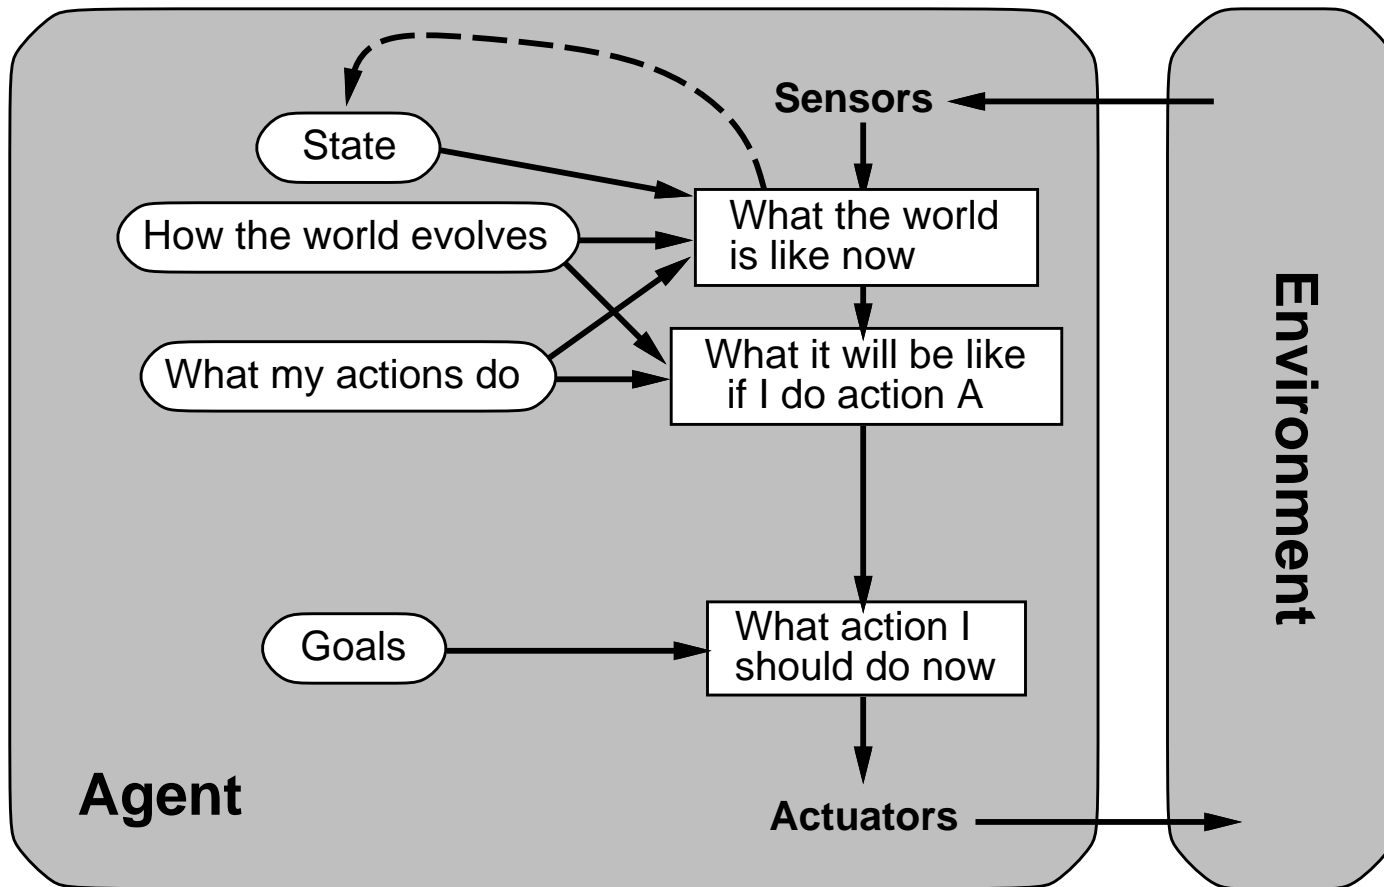 Sensors
State
What the world
is like now
How the world evolves
What my actions do
What it will be like
if I do action A
Goals
What action I
should do now
Agent
Actuators
Environment